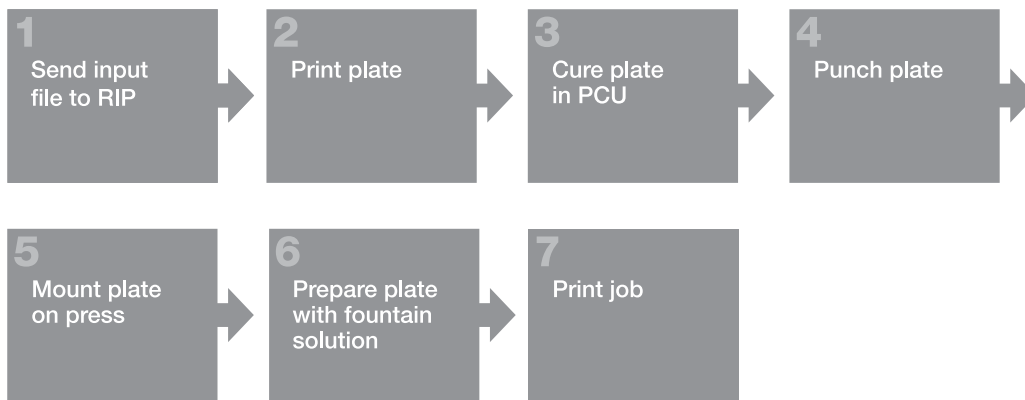 1
Send input
file to RIP
2
Print plate
3
Cure plate
in PCU
4
Punch plate
5
Mount plate
on press
6
Prepare plate
with fountain
solution
7
Print job